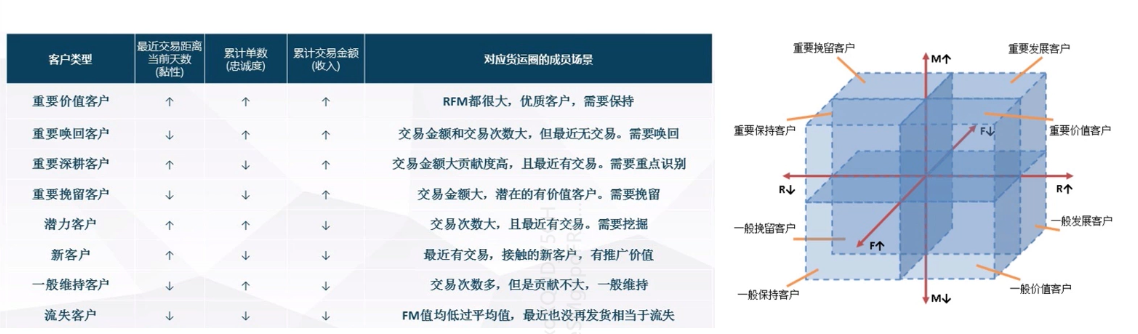 客户类型 最近交易距离当前天数(黏性) 累计单数(忠诚度) 累计交易金额(收入) 对应货运圈的成员场景
重要价值客户 ↑ ↑ ↑ RFM都很大，优质客户，需要保持
重要唤回客户 ↓ ↑ ↑ 交易金额和交易次数大，但最近无交易。需要唤回
重要深耕客户 ↑ ↓ ↑ 交易金额大贡献度高，且最近有交易。需要重点识别
重要挽留客户 ↓ ↓ ↑ 交易金额大，潜在的有价值客户。需要挽留
潜力客户 ↑ ↑ ↓ 交易次数大，且最近有交易。需要挖掘
新客户 ↑ ↓ ↓ 最近有交易，接触的新客户，有推广价值
一般维持客户 ↓ ↑ ↓ 交易次数多，但是贡献不大，一般维持
流失客户 ↓ ↓ ↓ FM值均低过平均值，最近也没再发货相当于流失
重要挽留客户
重要发展客户
M↑
重要保持客户
重要价值客户
F↓
R↓
R↑
一般挽留客户
一般发展客户
F↑
一般保持客户
一般价值客户
M↓